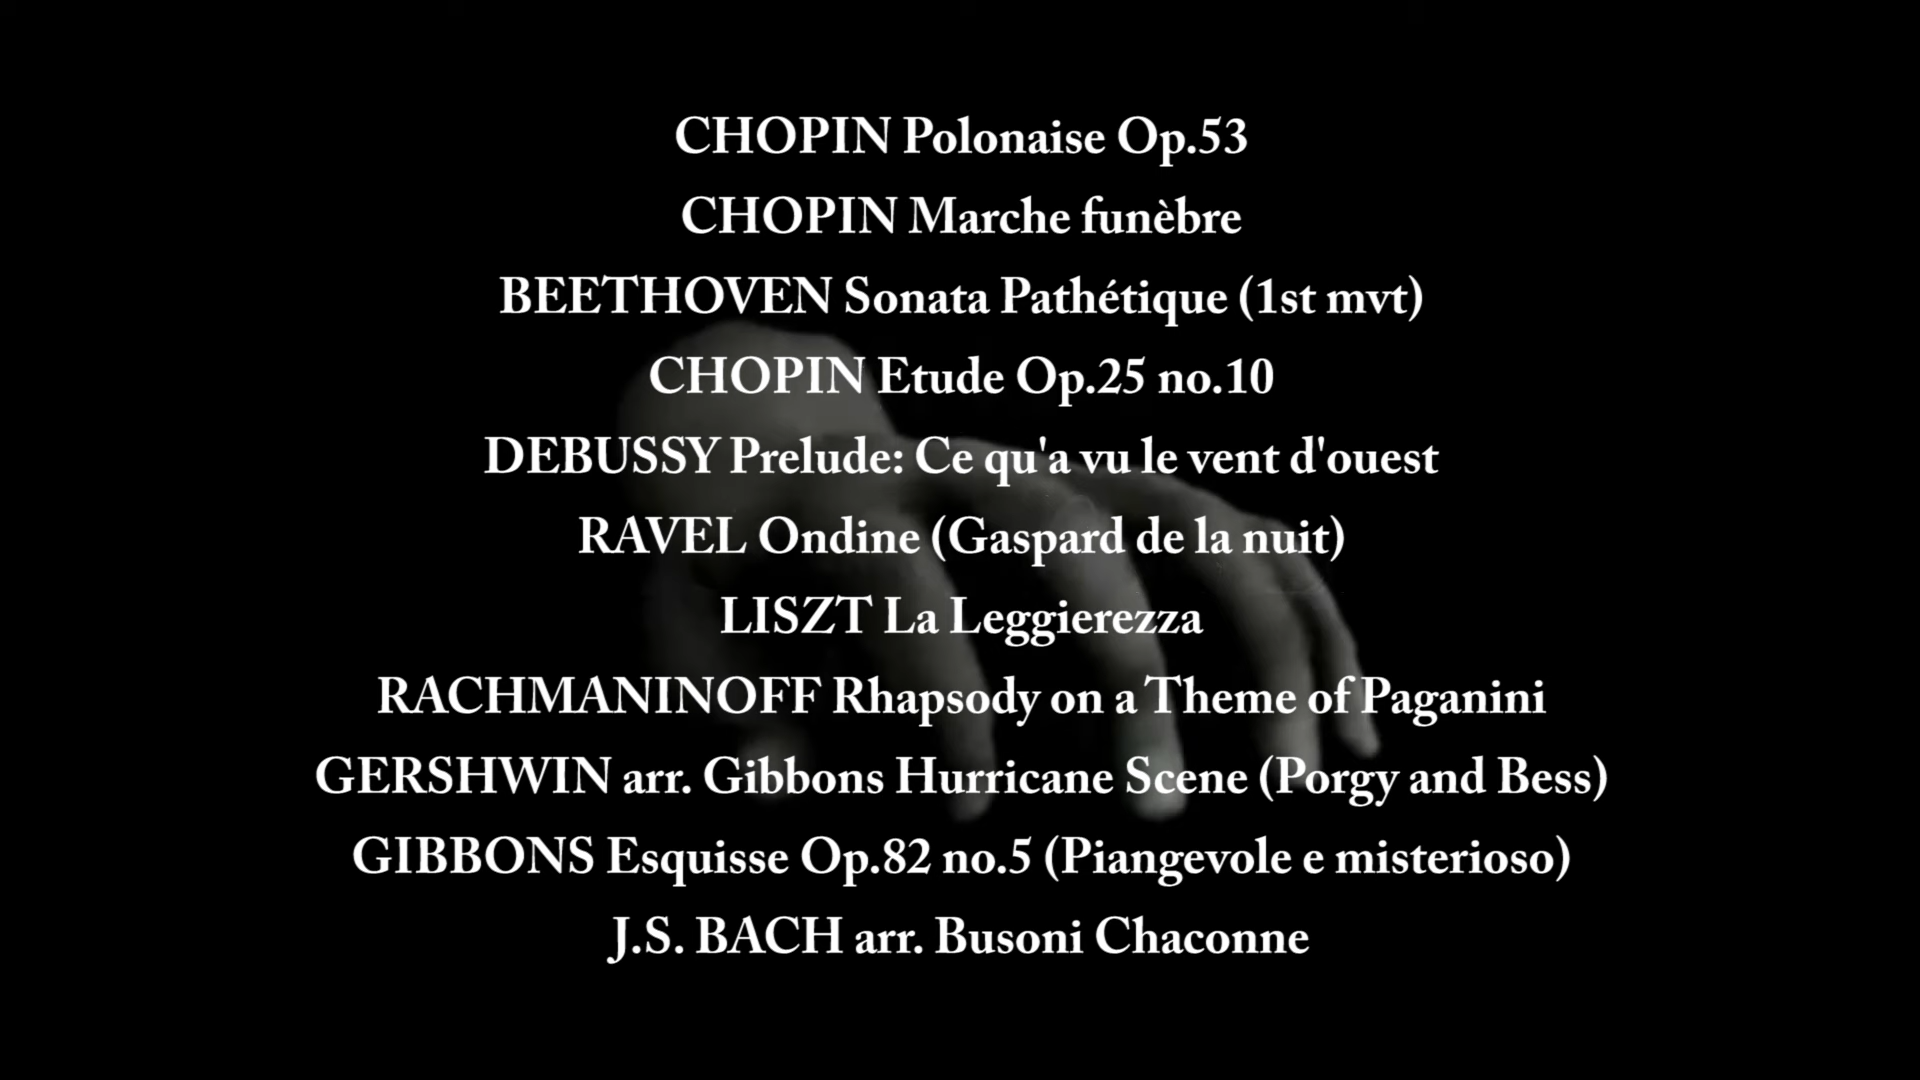 CHOPIN Polonaise Op.53
CHOPIN Marche funèbre
BEETHOVEN Sonata Pathétique (1st mvt)
CHOPIN Etude Op.25 no.10
DEBUSSY Prelude: Ce qu'a vu le vent d'ouest
RAVEL Ondine (Gaspard de la nuit)
LISZT La Leggierezza
RACHMANINOFF Rhapsody on a Theme of Paganini
GERSHWIN arr. Gibbons Hurricane Scene (Porgy and Bess)
GIBBONS Esquisse Op.82 no.5 (Piangevole e misterioso)
J.S. BACH arr. Busoni Chaconne